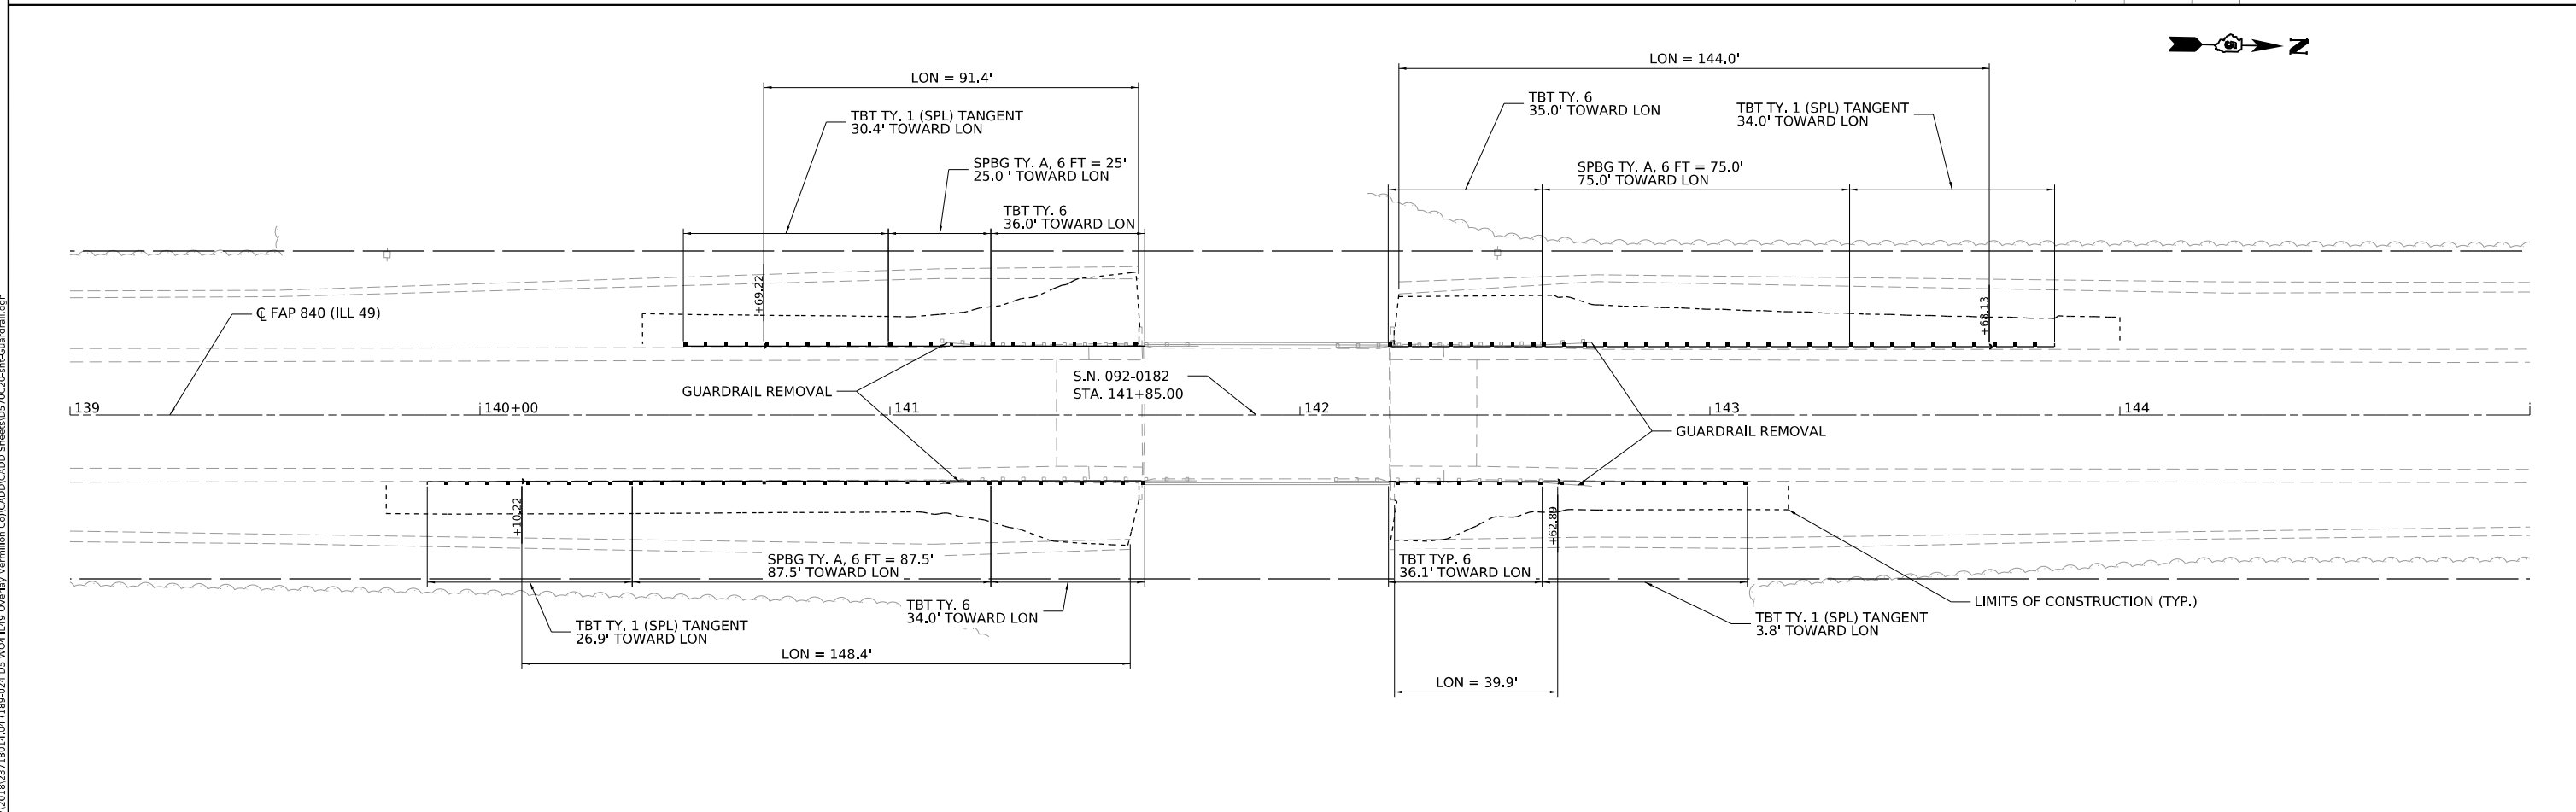 N
LON = 91.4'
LON = 144.0'
TBT TY. 1 (SPL) TANGENT
30.4' TOWARD LON
TBT TY. 6
35.0' TOWARD LON
TBT TY. 1 (SPL) TANGENT
34.0' TOWARD LON
SPBG TY. A, 6 FT = 25'
25.0 ' TOWARD LON
SPBG TY. A, 6 FT = 75.0'
75.0' TOWARD LON
TBT TY. 6
36.0' TOWARD LON
+69.22
+68.13
℄ FAP 840 (ILL 49)
GUARDRAIL REMOVAL
S.N. 092-0182
STA. 141+85.00
139
140+00
141
142
143
144
GUARDRAIL REMOVAL
+10.22
+62.89
SPBG TY. A, 6 FT = 87.5'
87.5' TOWARD LON
TBT TYP. 6
36.1' TOWARD LON
TBT TY. 6
34.0' TOWARD LON
LIMITS OF CONSTRUCTION (TYP.)
TBT TY. 1 (SPL) TANGENT
26.9' TOWARD LON
TBT TY. 1 (SPL) TANGENT
3.8' TOWARD LON
LON = 148.4'
LON = 39.9'